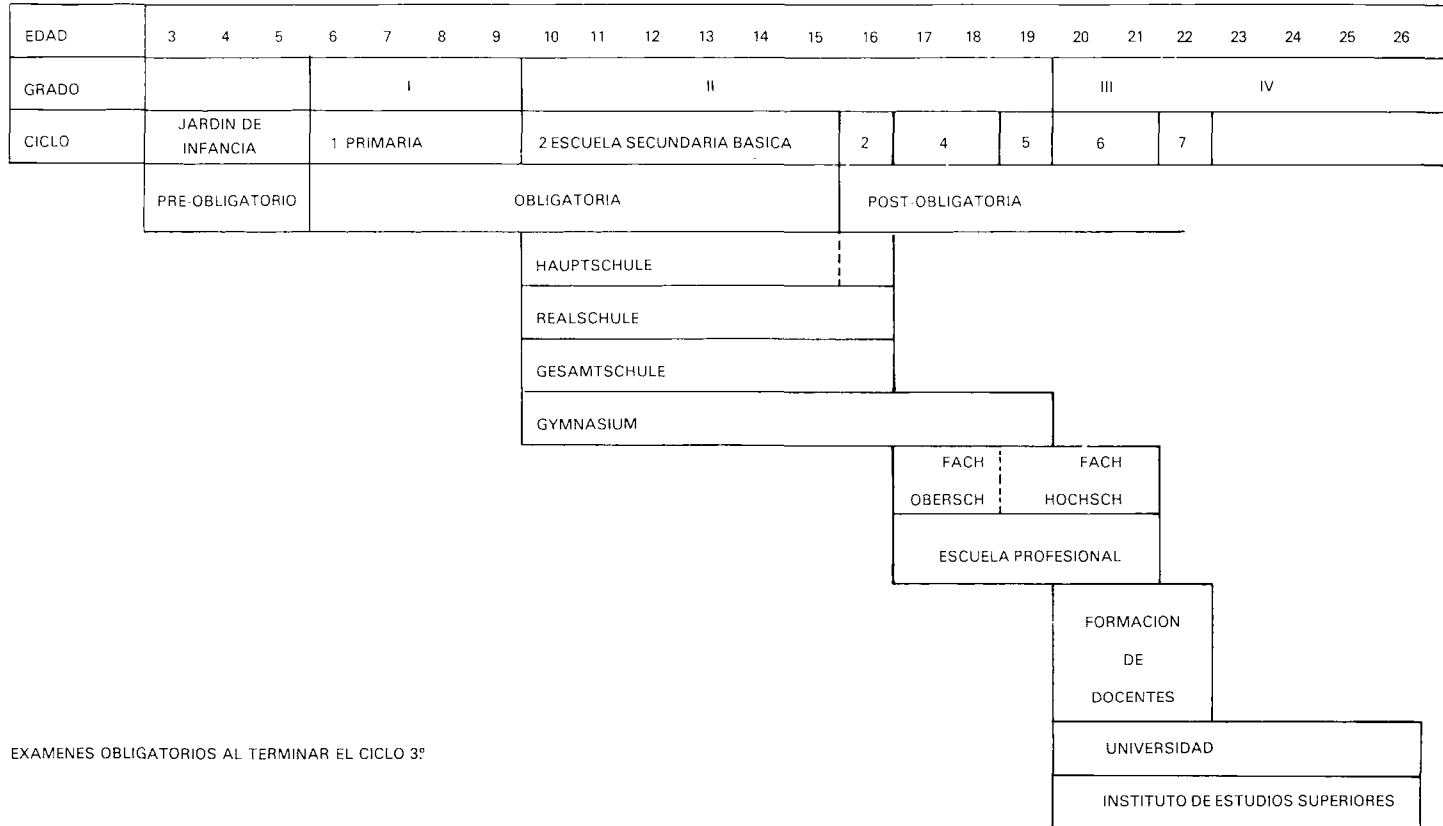 EDAD 3 4 5 6 7 8 9 10 11 12 13 14 15 16 17 18 19 20 21 22 23 24 25 26
GRADO I II III IV
JARDIN DE
CICLO INFANCIA 1 PRIMARIA 2 ESCUELA SECUNDARIA BASICA 2 4 5 6 7
PRE-OBLIGATORIO OBLIGATORIA POST-OBLIGATORIA
HAUPTSCHULE
REALSCHULE
GESAMTSCHULE
GYMNASIUM
FACH FACH
OBERSCH HOCHSCH
ESCUELA PROFESIONAL
FORMACION
DE
DOCENTES
UNIVERSIDAD
EXAMENES OBLIGATORIOS AL TERMINAR EL CICLO 3º
INSTITUTO DE ESTUDIOS SUPERIORES